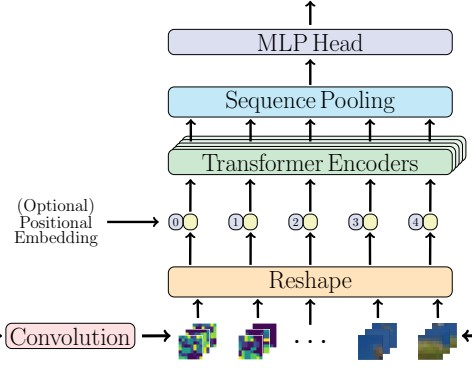 MLP Head
Sequence Pooling
Transformer Encoders
(Optional)
Positional
Embedding
0 1 2 3 4
Reshape
Convolution
...